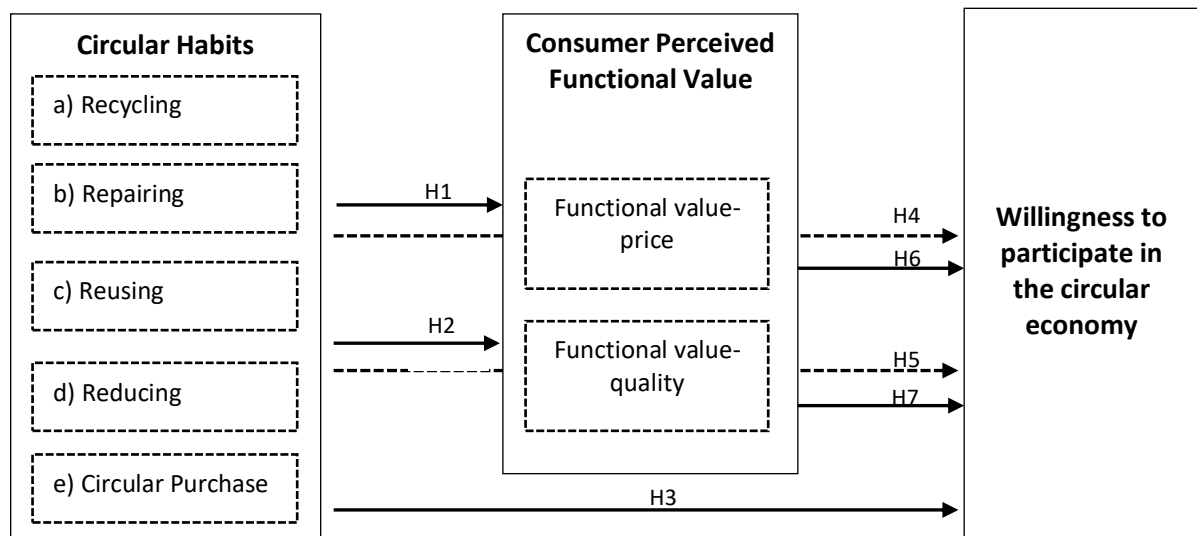 Circular Habits
a) Recycling
b) Repairing
c) Reusing
d) Reducing
e) Circular Purchase
H1
H2
H3
Consumer Perceived
Functional Value
Functional value-
price
Functional value-
quality
H4
H6
H5
H7
Willingness to
participate in
the circular
economy